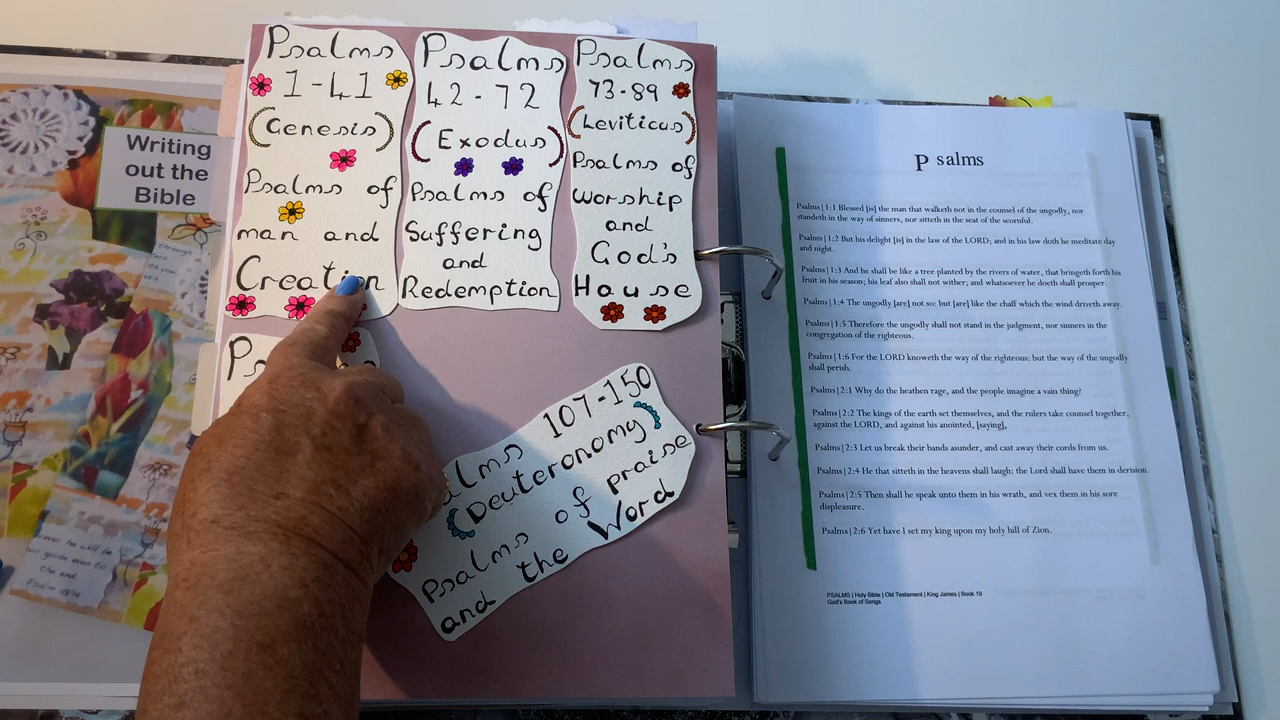 Writing
out the
Bible
Psalms
1-41
(Genesis)
Psalms of
man and
Creation
Psalms
42-72
(Exodus)
Psalms of
Suffering
and
Redemption
Psalms
73-89
(Leviticus)
Psalms of
worship
and
God's
House
Ps
107-150
(Deuteronomy)
Psalms of praise
and the Word
P salms
Psalms | 1:1 Blessed [is] the man that walketh not in the counsel of the ungodly, nor
standeth in the way of sinners, nor sitteth in the seat of the scornful.
Psalms | 1:2 But his delight [is] in the law of the LORD; and in his law doth he meditate day
and night.
Psalms | 1:3 And he shall be like a tree planted by the rivers of water, that bringeth forth his
fruit in his season; his leaf also shall not wither; and whatsoever he doeth shall prosper.
Psalms | 1:4 The ungodly [are] not so: but [are] like the chaff which the wind driveth away.
Psalms | 1:5 Therefore the ungodly shall not stand in the judgment, nor sinners in the
congregation of the righteous.
Psalms | 1:6 For the LORD knoweth the way of the righteous: but the way of the ungodly
shall perish.
Psalms | 2:1 Why do the heathen rage, and the people imagine a vain thing?
Psalms | 2:2 The kings of the earth set themselves, and the rulers take counsel together,
against the LORD, and against his anointed, [saying],
Psalms | 2:3 Let us break their bands asunder, and cast away their cords from us.
Psalms | 2:4 He that sitteth in the heavens shall laugh: the Lord shall have them in derision.
Psalms | 2:5 Then shall he speak unto them in his wrath, and vex them in his sore
displeasure.
Psalms | 2:6 Yet have I set my king upon my holy hill of Zion.
PSALMS | Holy Bible | Old Testament | King James | Book 19
God's Book of Songs